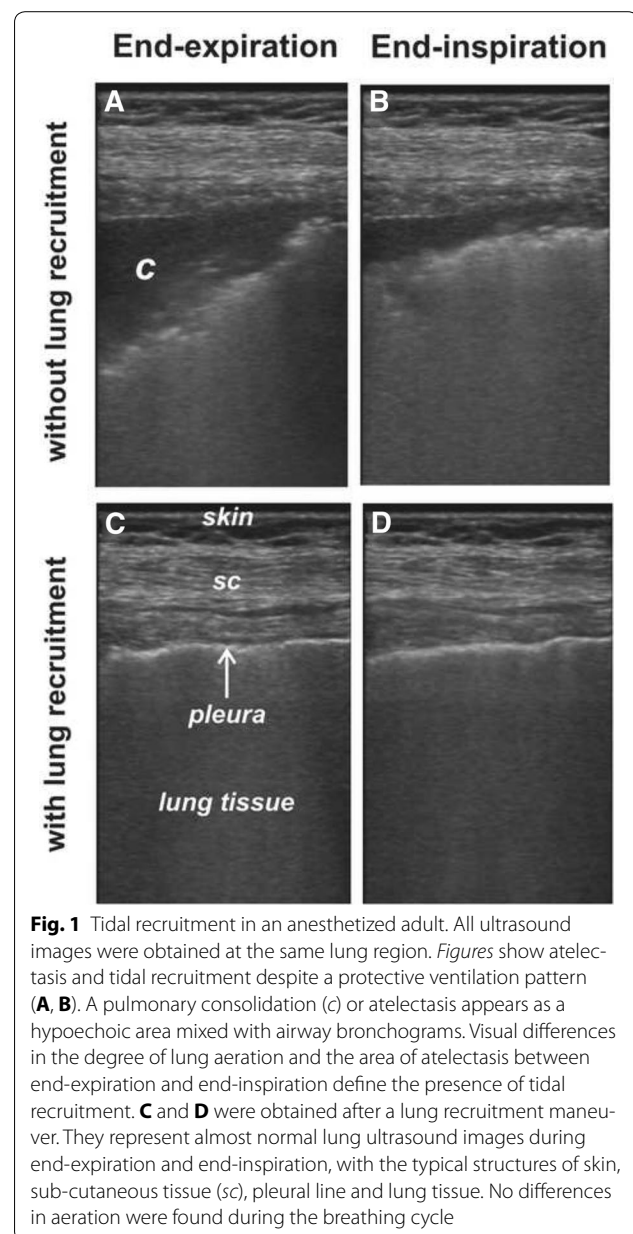 End-expiration End-inspiration
A B
without lung recruitment
c
C D
with lung recruitment
skin
sc
pleura
lung tissue
Fig. 1 Tidal recruitment in an anesthetized adult. All ultrasound
images were obtained at the same lung region. Figures show atelec-
tasis and tidal recruitment despite a protective ventilation pattern
(A, B). A pulmonary consolidation (c) or atelectasis appears as a
hypoechoic area mixed with airway bronchograms. Visual differences
in the degree of lung aeration and the area of atelectasis between
end-expiration and end-inspiration define the presence of tidal
recruitment. C and D were obtained after a lung recruitment maneu-
ver. They represent almost normal lung ultrasound images during
end-expiration and end-inspiration, with the typical structures of skin,
sub-cutaneous tissue (sc), pleural line and lung tissue. No differences
in aeration were found during the breathing cycle